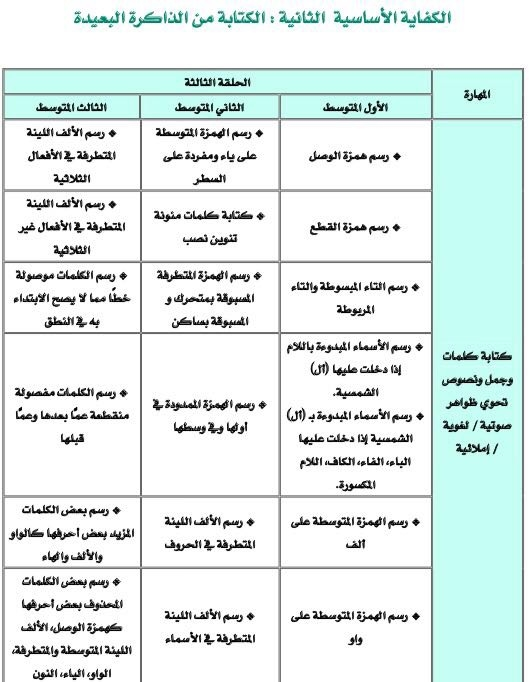 الكفاية الأساسية الثانية : الكتابة من الذاكرة البعيدة
المهارة
الحلقة الثالثة
الأول المتوسط
الثاني المتوسط
الثالث المتوسط
كتابة كلمات
وجمل ونصوص
تحوي ظواهر
صوتية / لغوية
/ إملائية
❖ رسم همزة الوصل
❖ رسم الهمزة المتوسطة
على ياء ومفردة على
السطر
❖ رسم الألف اللينة
المتطرفة في الأفعال
الثلاثية
❖ رسم همزة القطع
❖ كتابة كلمات منونة
تنوين نصب
❖ رسم الألف اللينة
المتطرفة في الأفعال غير
الثلاثية
❖ رسم التاء المبسوطة والتاء
المربوطة
❖ رسم الهمزة المتطرفة
المسبوقة بمتحرك و
المسبوقة بساكن
❖ رسم الكلمات موصولة
خطًا مما لا يصح الابتداء
به في النطق
❖ رسم الأسماء المبدوءة باللام
إذا دخلت عليها (أل)
الشمسية.
❖ رسم الأسماء المبدوءة بـ (أل)
الشمسية إذا دخلت عليها
الباء، الفاء، الكاف، اللام
المكسورة.
❖ رسم الهمزة الممدودة في
أولها وفي وسطها
❖ رسم الكلمات مفصولة
منقطعة عمّا بعدها وعمّا
قبلها
❖ رسم الهمزة المتوسطة على
ألف
❖ رسم الألف اللينة
المتطرفة في الحروف
❖ رسم بعض الكلمات
المزيد بعض أحرفها كالواو
والألف والهاء
❖ رسم الهمزة المتوسطة على
واو
❖ رسم الألف اللينة
المتطرفة في الأسماء
❖ رسم بعض الكلمات
المحذوف بعض أحرفها
كهمزة الوصل، الألف
اللينة المتوسطة والمتطرفة،
الواو، الياء، النون